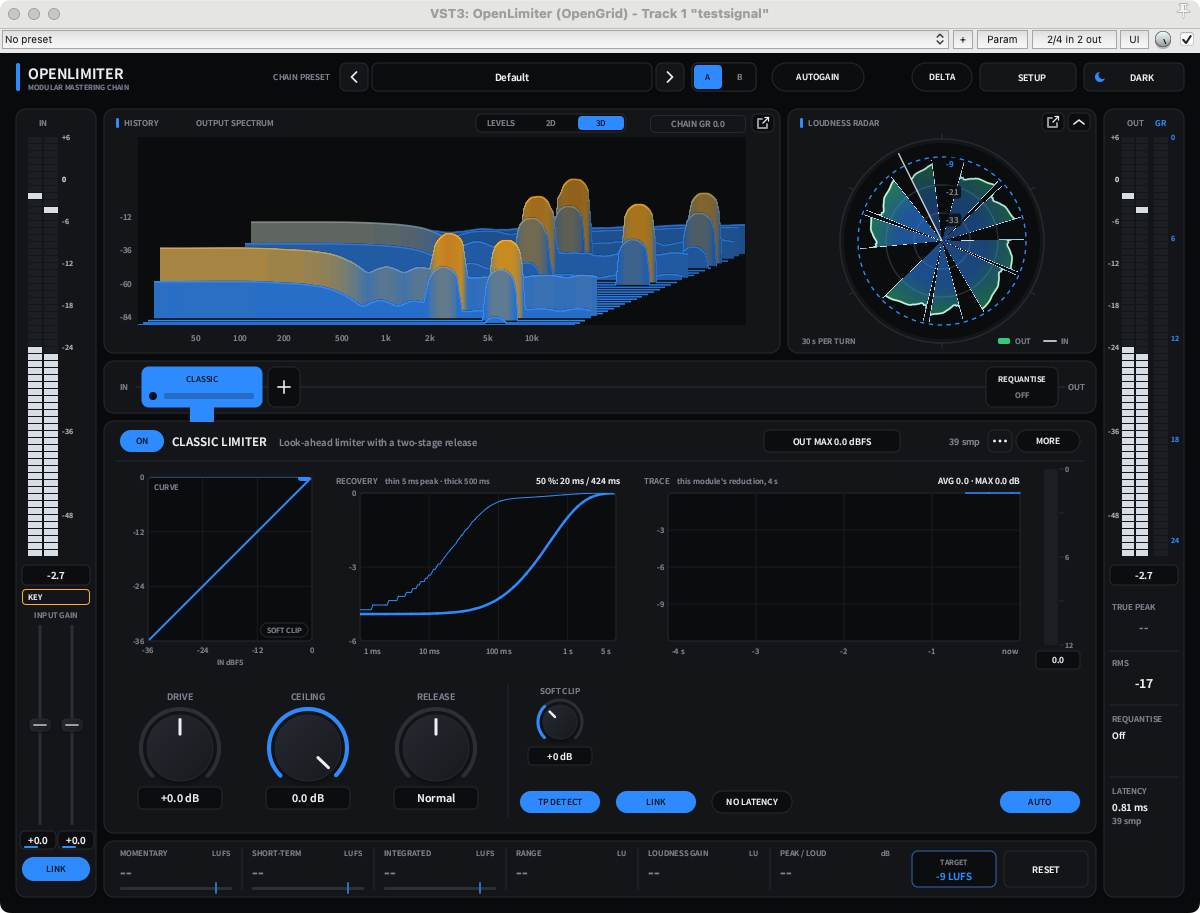 VST3: OpenLimiter (OpenGrid) - Track 1 "testsignal"
No preset
+
Param
2/4 in 2 out
UI
OPENLIMITER
MODULAR MASTERING CHAIN
CHAIN PRESET
Default
A
B
AUTOGAIN
DELTA
SETUP
DARK
IN
+6
0
-6
-12
-18
-24
-36
-48
-2.7
KEY
INPUT GAIN
+0.0
+0.0
LINK
HISTORY
OUTPUT SPECTRUM
LEVELS
2D
3D
CHAIN GR 0.0
-12
-36
-60
-84
50
100
200
500
1k
2k
5k
10k
LOUDNESS RADAR
-9
-21
-33
30 s PER TURN
OUT
IN
IN
CLASSIC
+
REQUANTISE
OFF
OUT
ON
CLASSIC LIMITER
Look-ahead limiter with a two-stage release
OUT MAX 0.0 dBFS
39 smp
•••
MORE
CURVE
0
-12
-24
-36
-36
-24
-12
0
SOFT CLIP
IN dBFS
RECOVERY
thin 5 ms peak · thick 500 ms
50 %: 20 ms / 424 ms
0
-3
-6
1 ms
10 ms
100 ms
1 s
5 s
TRACE
this module's reduction, 4 s
AVG 0.0 · MAX 0.0 dB
-3
-6
-9
-4 s
-3
-2
-1
now
0
6
12
0.0
DRIVE
+0.0 dB
CEILING
0.0 dB
RELEASE
Normal
SOFT CLIP
+0 dB
TP DETECT
LINK
NO LATENCY
AUTO
MOMENTARY
LUFS
--
SHORT-TERM
LUFS
--
INTEGRATED
LUFS
--
RANGE
LU
--
LOUDNESS GAIN
LU
--
PEAK / LOUD
dB
--
TARGET
-9 LUFS
RESET
OUT
GR
+6
0
-6
-12
-18
-24
-36
-48
0
6
12
18
24
-2.7
TRUE PEAK
--
RMS
-17
REQUANTISE
Off
LATENCY
0.81 ms
39 smp